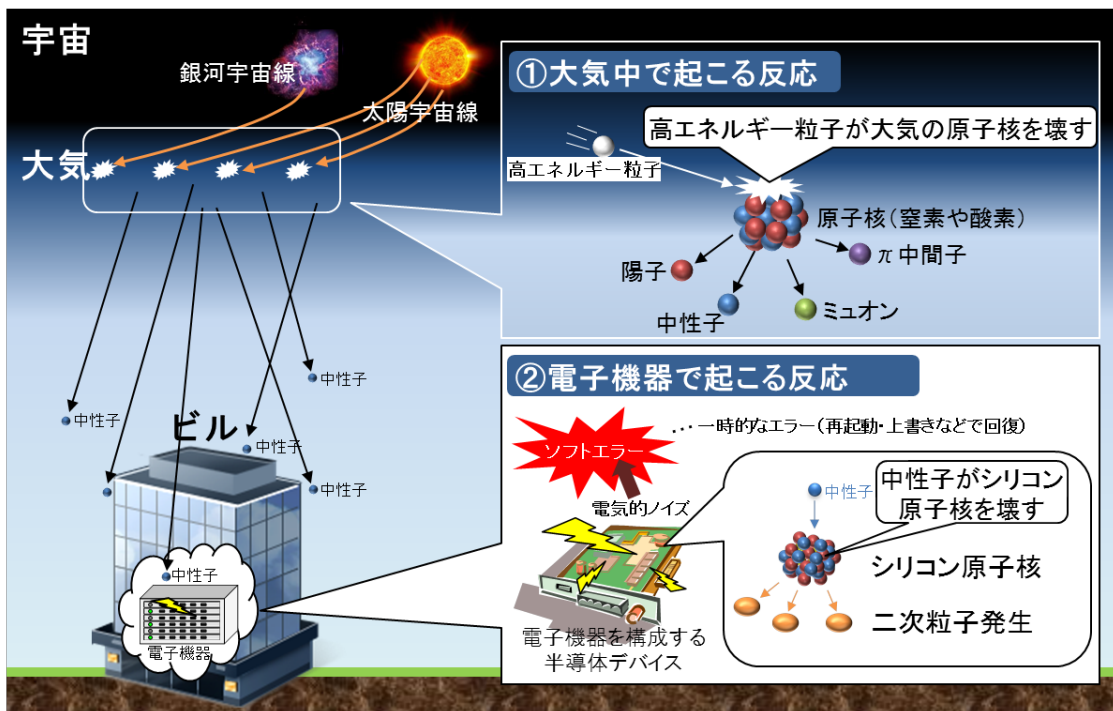 宇宙
銀河宇宙線
太陽宇宙線
大気
中性子
中性子
ビル
中性子
中性子
中性子
電子機器
①大気中で起こる反応
高エネルギー粒子が大気の原子核を壊す
高エネルギー粒子
原子核(窒素や酸素)
π中間子
陽子
中性子
ミュオン
②電子機器で起こる反応
…一時的なエラー(再起動・上書きなどで回復)
ソフトエラー
電気的ノイズ
電子機器を構成する
半導体デバイス
中性子
中性子がシリコン
原子核を壊す
シリコン原子核
二次粒子発生